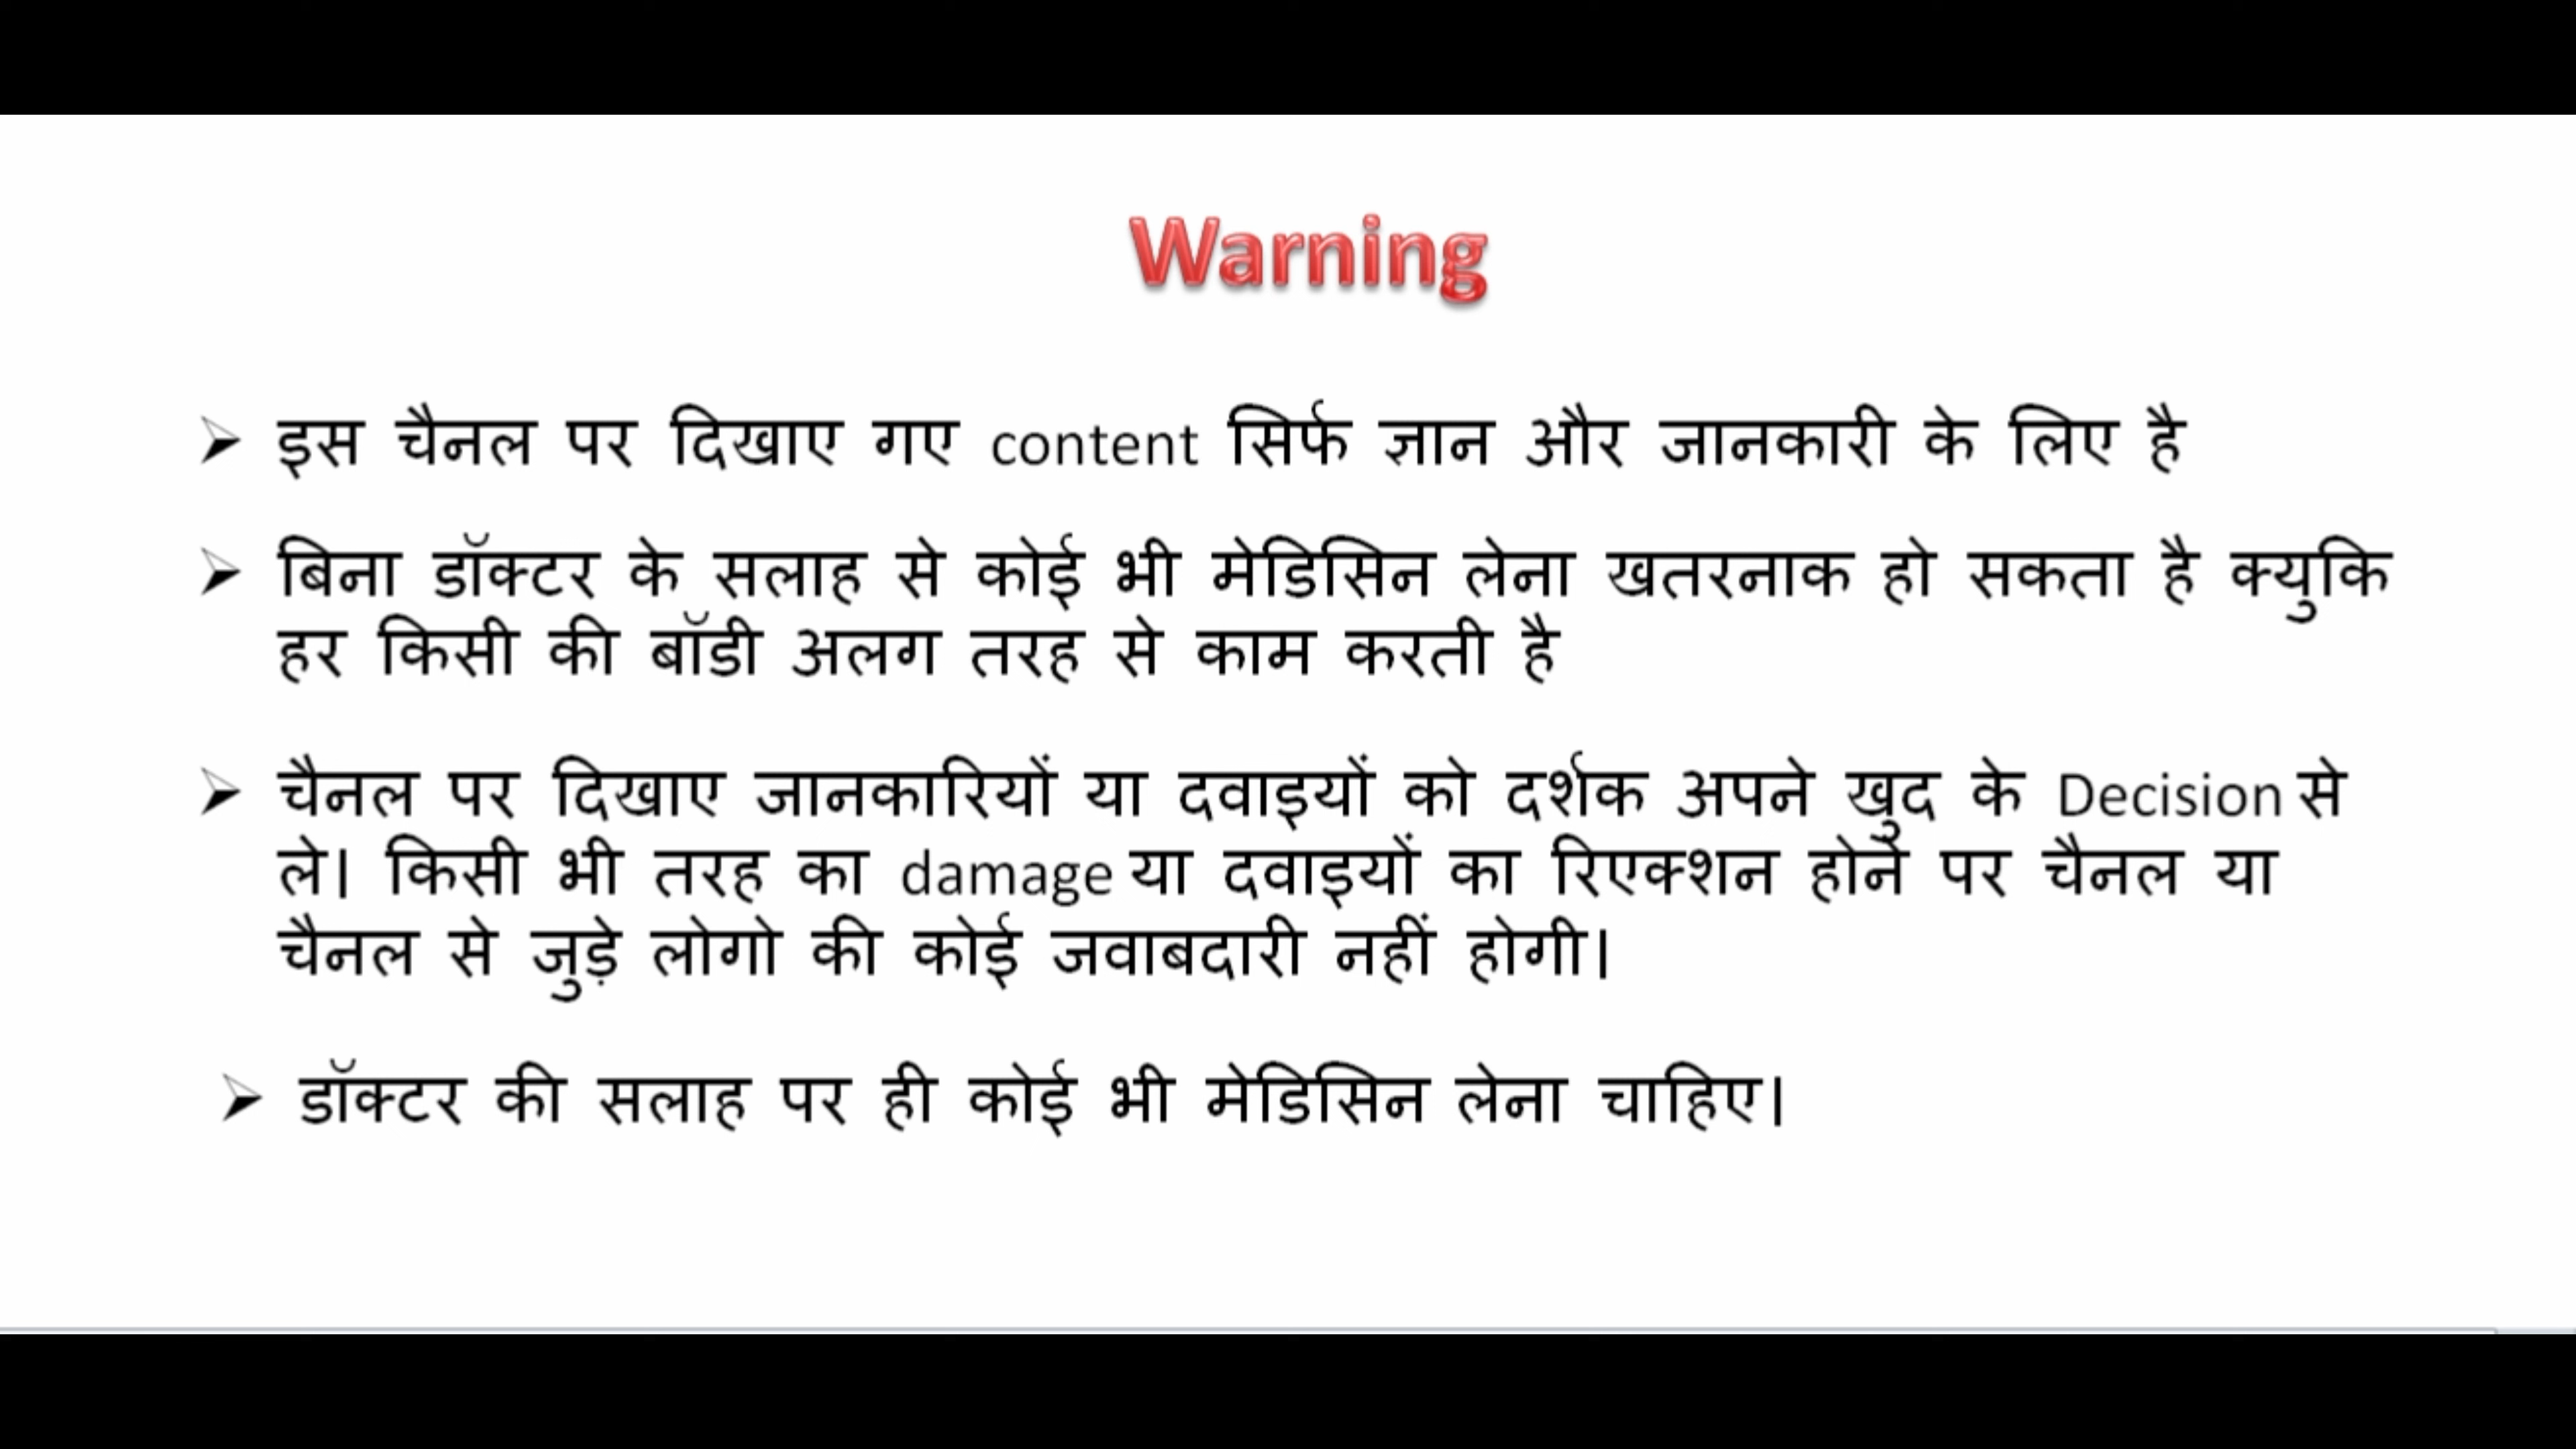 Warning
➢ इस चैनल पर दिखाए गए content सिर्फ ज्ञान और जानकारी के लिए है
➢ बिना डॉक्टर के सलाह से कोई भी मेडिसिन लेना खतरनाक हो सकता है क्युकि
हर किसी की बॉडी अलग तरह से काम करती है
➢ चैनल पर दिखाए जानकारियों या दवाइयों को दर्शक अपने खुद के Decision से
ले। किसी भी तरह का damage या दवाइयों का रिएक्शन होने पर चैनल या
चैनल से जुड़े लोगो की कोई जवाबदारी नहीं होगी।
➢ डॉक्टर की सलाह पर ही कोई भी मेडिसिन लेना चाहिए।